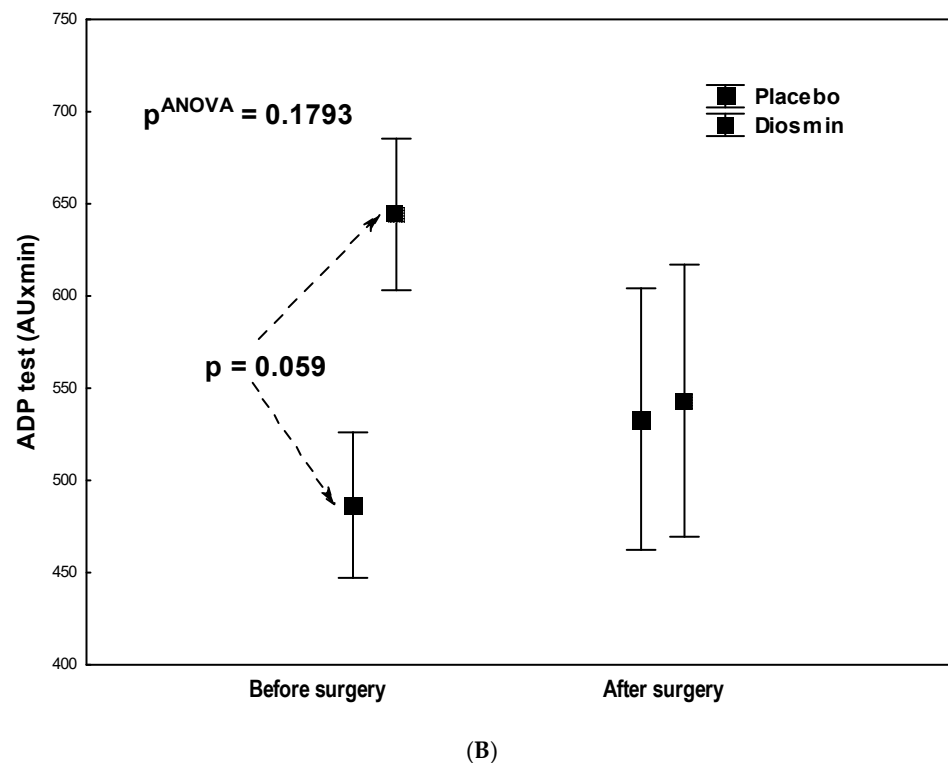 750
700
650
600
550
500
450
400
ADP test (AUxmin)
p^ANOVA = 0.1793
Placebo
Diosmin
p = 0.059
Before surgery After surgery
(B)